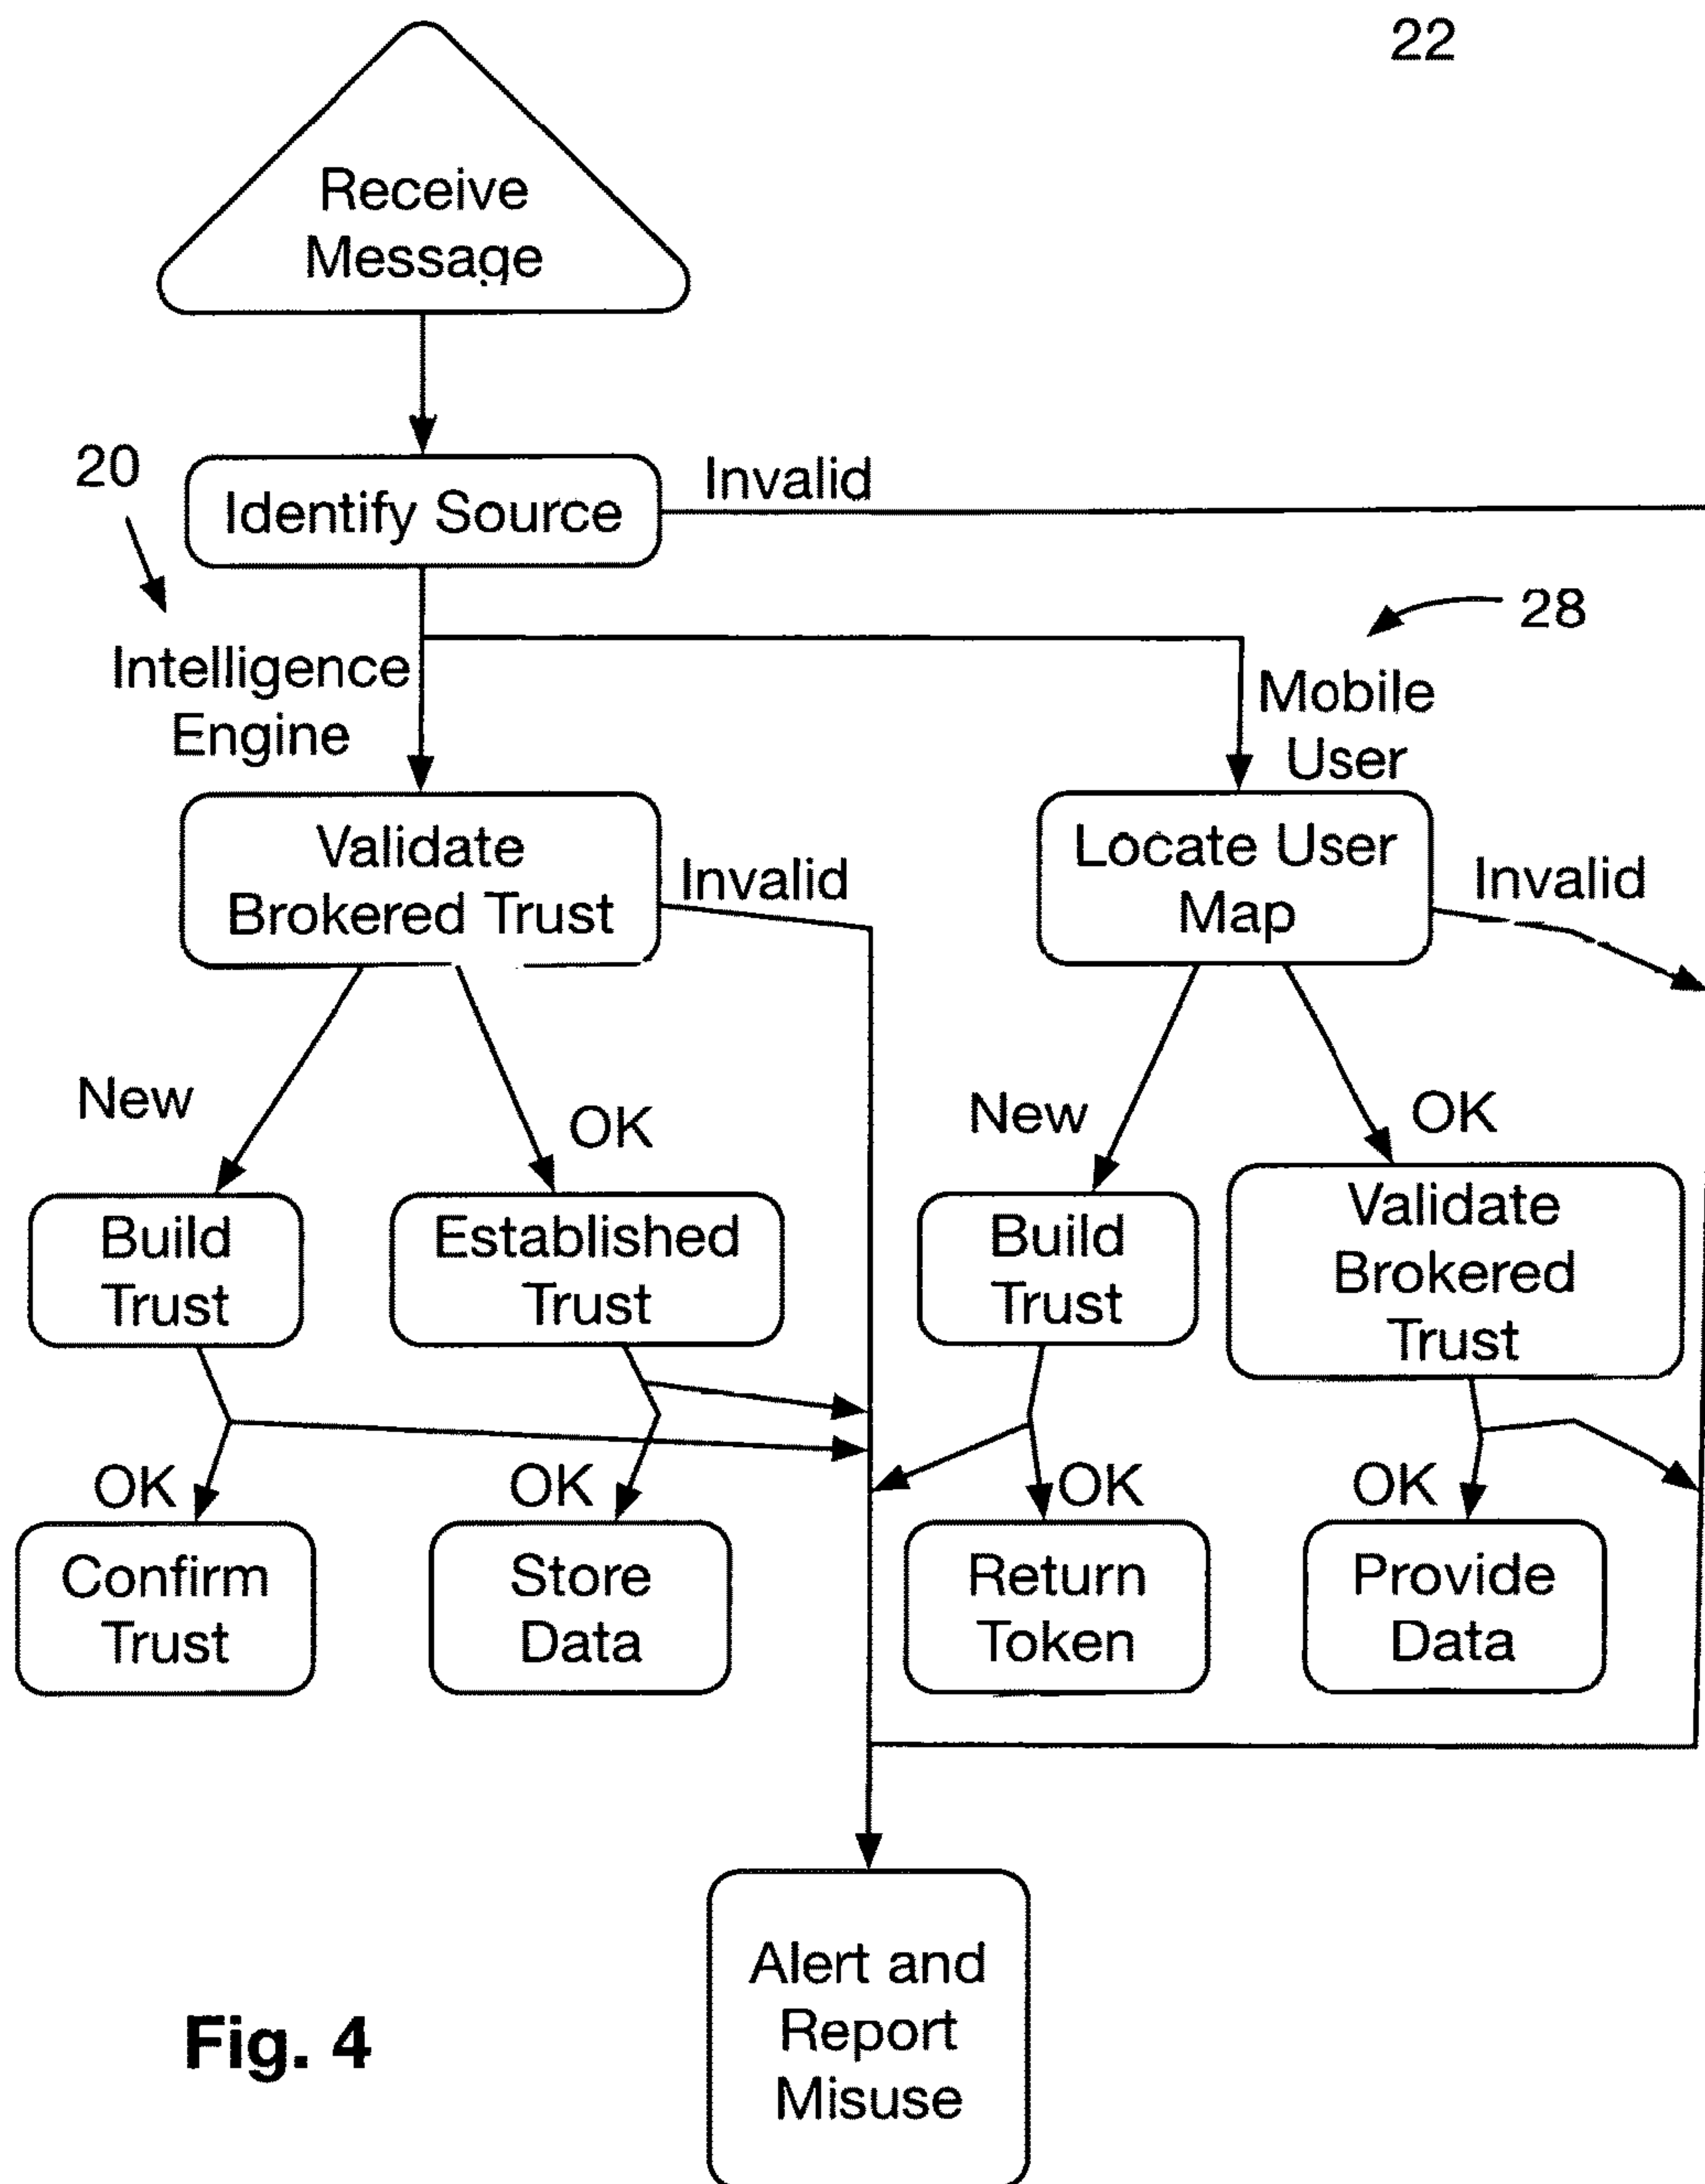 22
Receive
Message
20
Identify Source
Invalid
28
Intelligence
Engine
Mobile
User
Validate
Brokered Trust
Invalid
Locate User
Map
Invalid
New
OK
New
OK
Build
Trust
Established
Trust
Build
Trust
Validate
Brokered
Trust
OK
OK
OK
OK
Confirm
Trust
Store
Data
Return
Token
Provide
Data
Alert and
Report
Misuse
Fig. 4